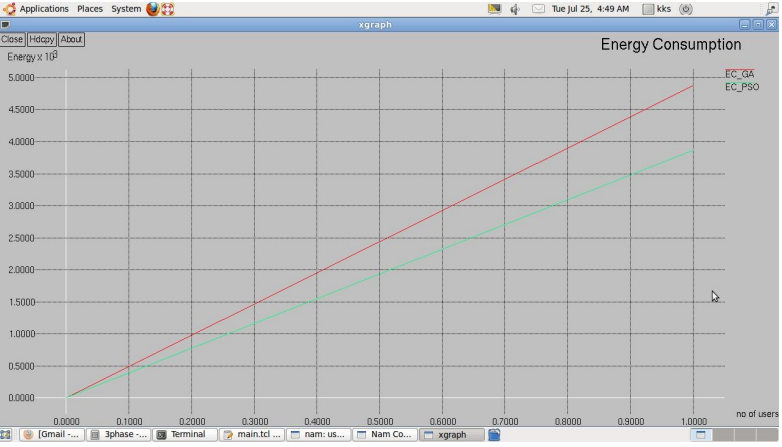 Applications Places System Tue Jul 25, 4:49 AM kks
xgraph
Close Hdcpy About
Energy Consumption
Energy x 10^3
EC_GA
EC_PSO
5.0000
4.5000
4.0000
3.5000
3.0000
2.5000
2.0000
1.5000
1.0000
0.5000
0.0000
no of users
0.0000 0.1000 0.2000 0.3000 0.4000 0.5000 0.6000 0.7000 0.8000 0.9000 1.0000
[Gmail -... 3phase -... Terminal main.tcl ... nam: us... Nam Co... xgraph